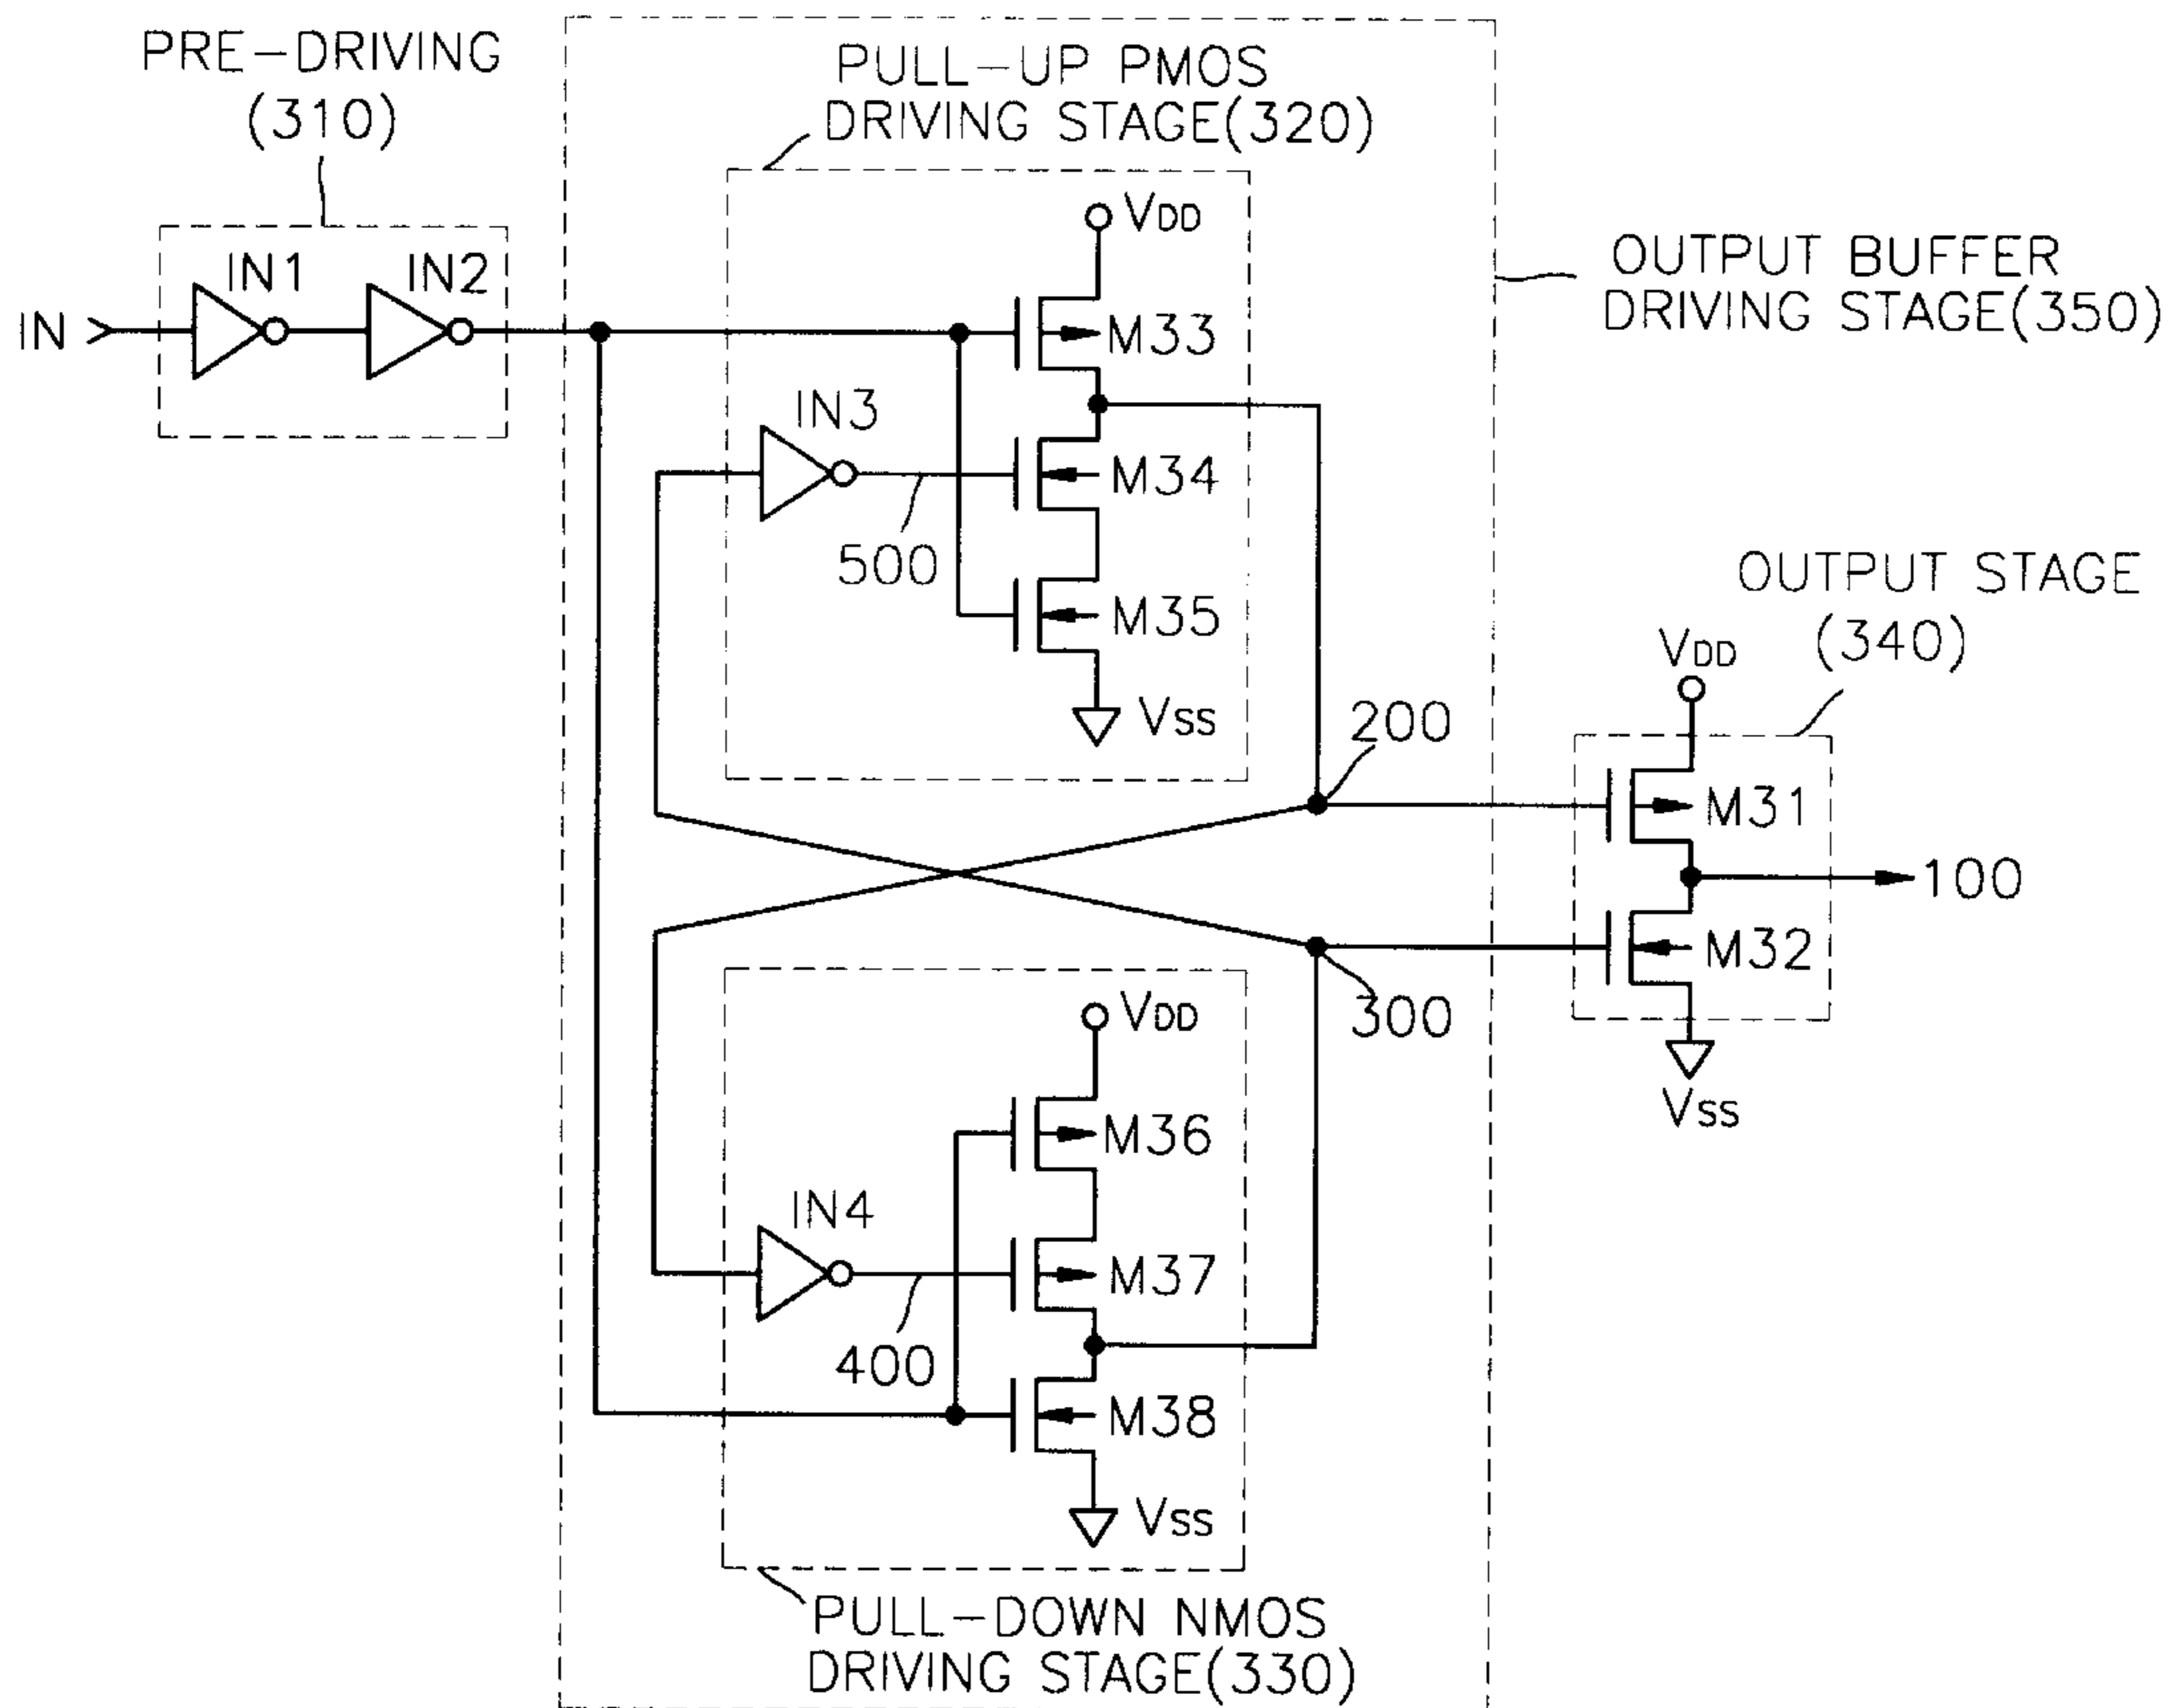 PRE-DRIVING
(310)
PULL-UP PMOS
DRIVING STAGE(320)
OUTPUT BUFFER
DRIVING STAGE(350)
IN
IN1
IN2
VDD
M33
IN3
M34
500
M35
VSS
OUTPUT STAGE
(340)
VDD
200
M31
100
M32
300
VSS
VDD
M36
IN4
M37
400
M38
VSS
PULL-DOWN NMOS
DRIVING STAGE(330)